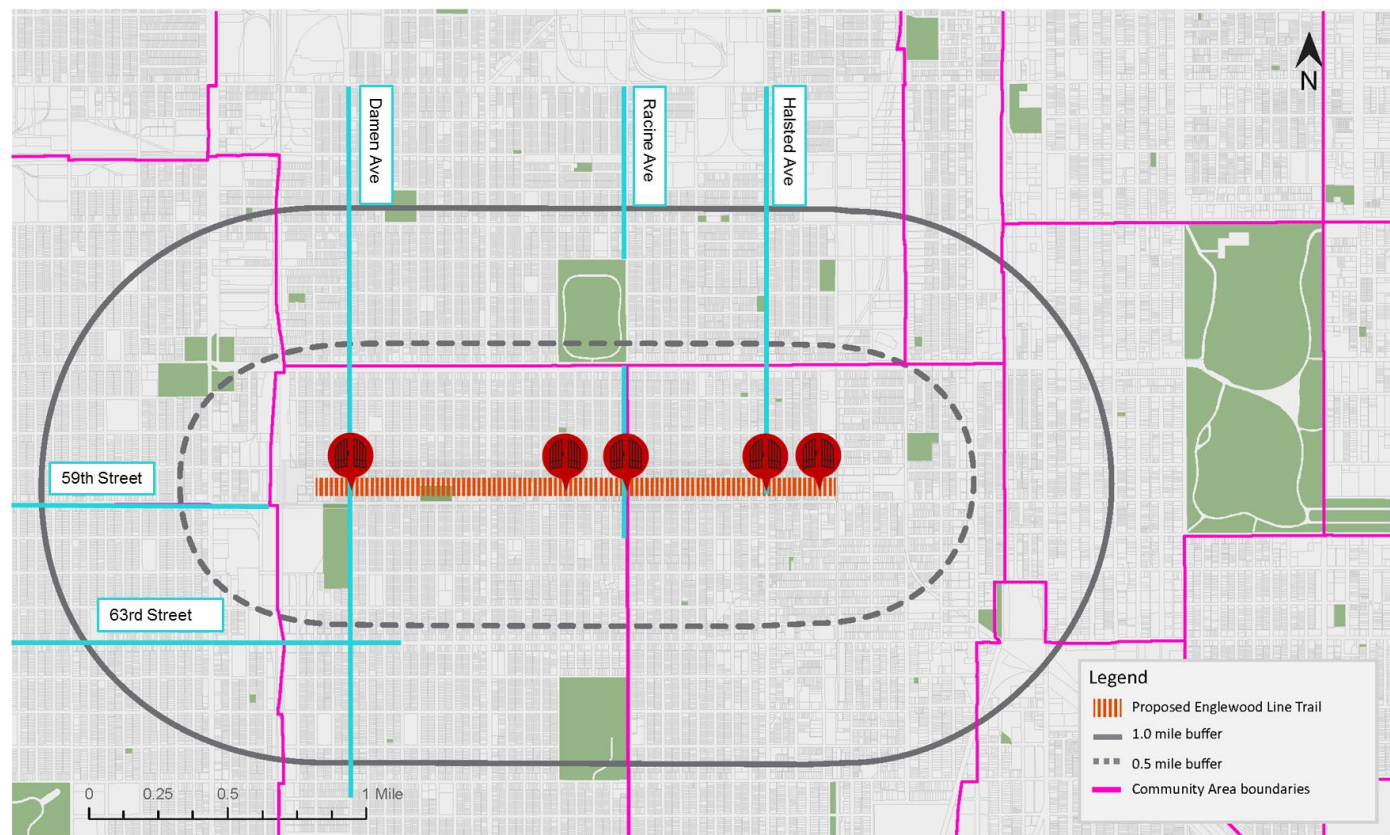 N
Damen Ave
Racine Ave
Halsted Ave
59th Street
63rd Street
0 0.25 0.5 1 Mile
Legend
Proposed Englewood Line Trail
1.0 mile buffer
0.5 mile buffer
Community Area boundaries